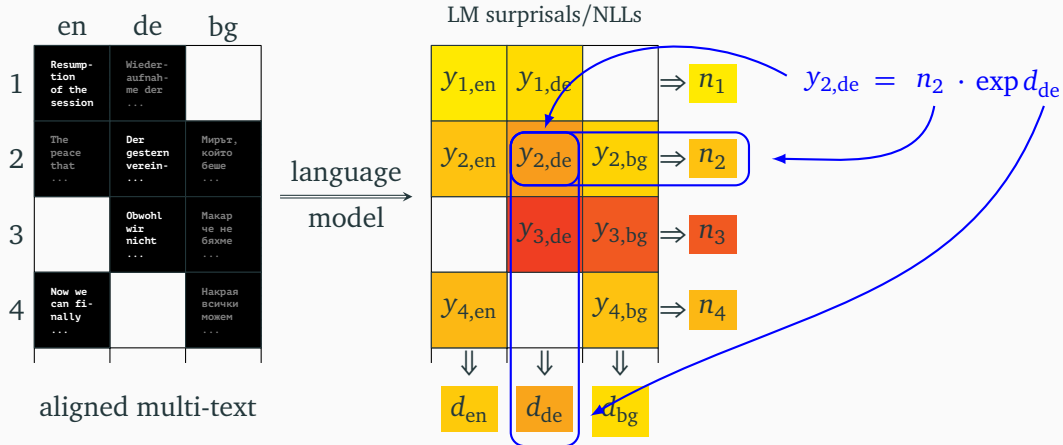 LM surprisals/NLLs
en de bg
1
Resump-
tion
of the
session
Wieder-
aufnah-
me der
...
y1,en y1,de ⇒ n1
y2,de = n2 · exp dde
2
The
peace
that
...
Der
gestern
verein-
...
Мирът,
който
беше
...
language
model
y2,en y2,de y2,bg ⇒ n2
3
Obwohl
wir
nicht
...
Макар
че не
бяхме
...
y3,de y3,bg ⇒ n3
4
Now we
can fi-
nally
...
Накрая
всички
можем
...
y4,en y4,bg ⇒ n4
⇓ ⇓ ⇓
den dde dbg
aligned multi-text